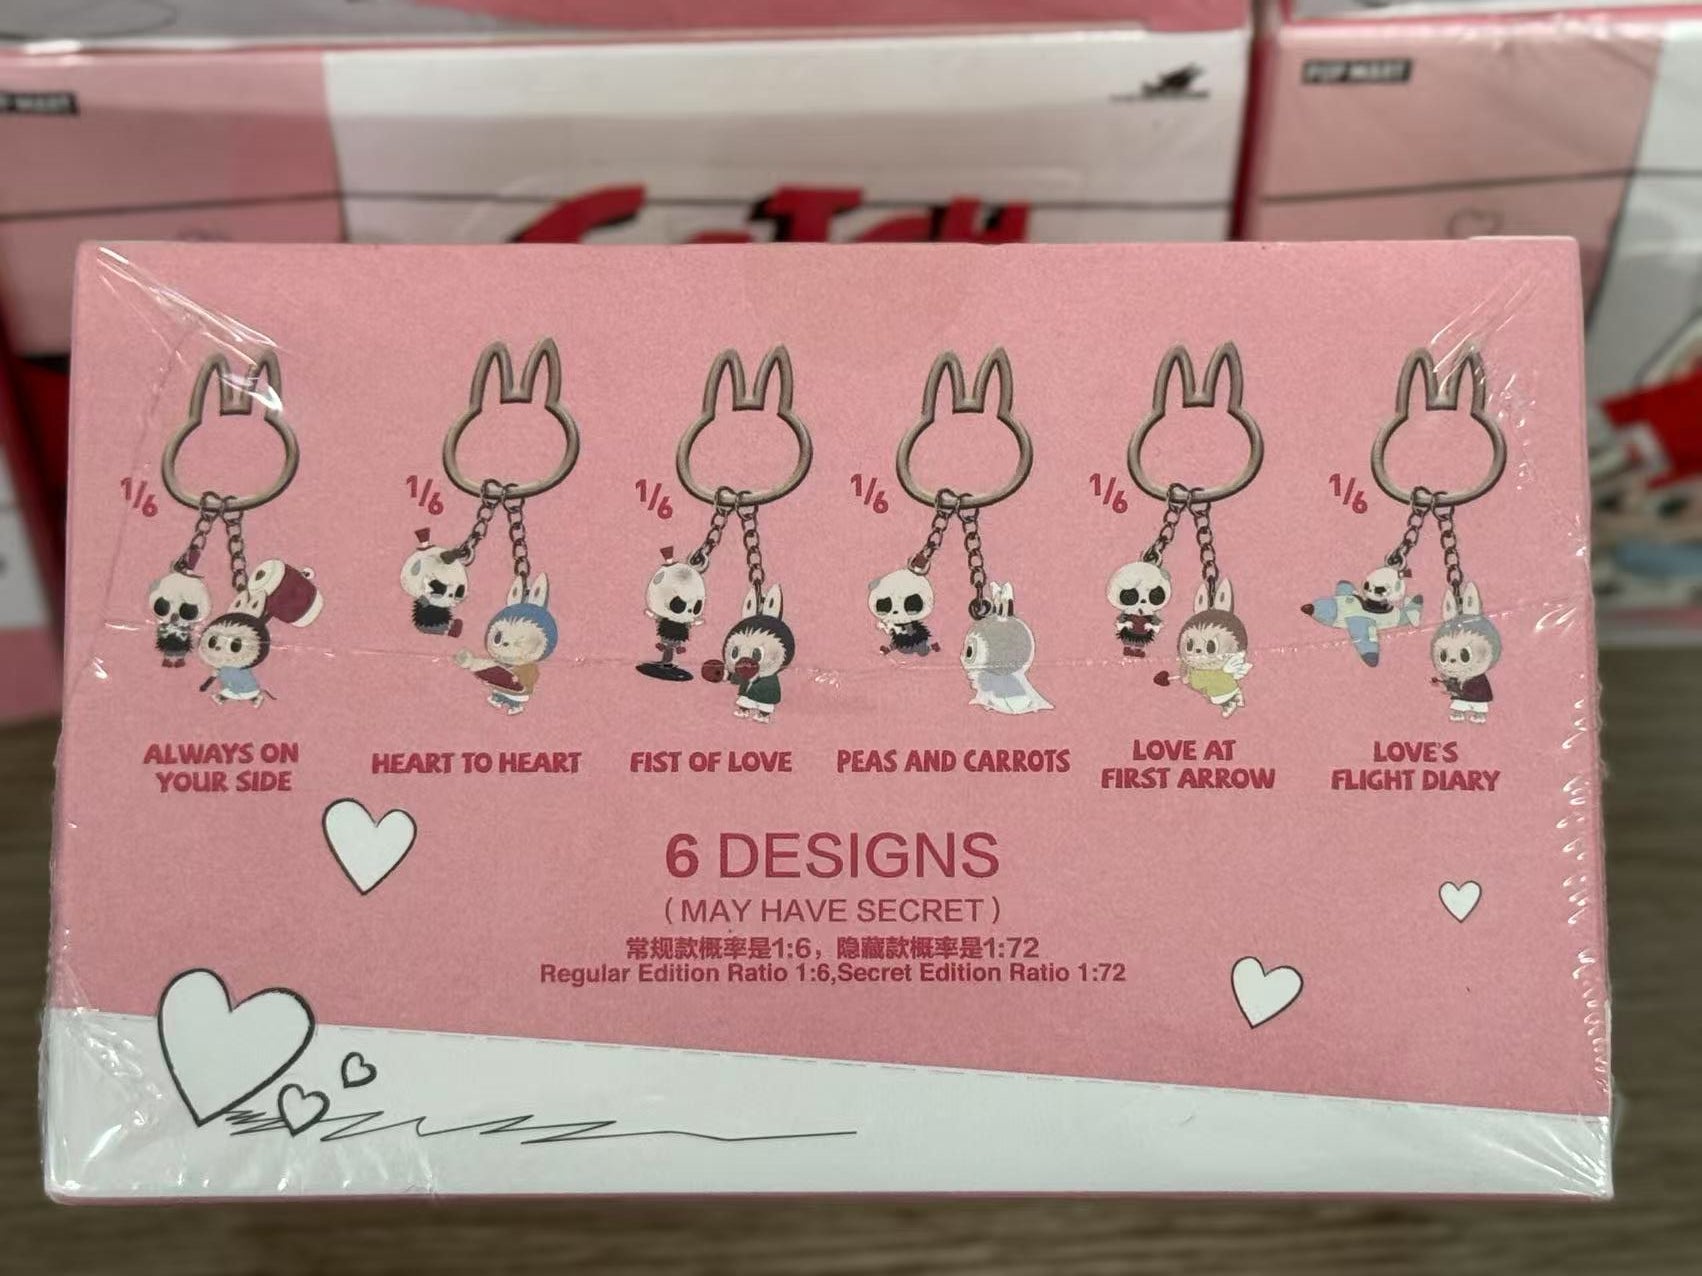 POP MART
POP MART
CATCH
1/6
1/6
1/6
1/6
1/6
1/6
ALWAYS ON
YOUR SIDE
HEART TO HEART
FIST OF LOVE
PEAS AND CARROTS
LOVE AT
FIRST ARROW
LOVE'S
FLIGHT DIARY
6 DESIGNS
(MAY HAVE SECRET)
常规款概率是1:6，隐藏款概率是1:72
Regular Edition Ratio 1:6,Secret Edition Ratio 1:72